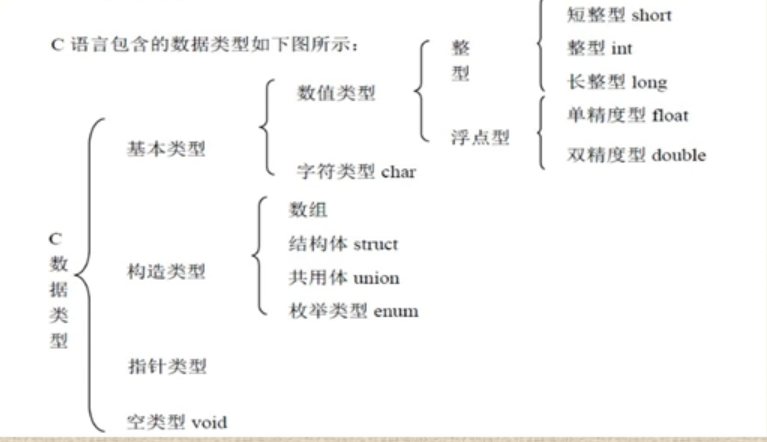 短整型 short
C 语言包含的数据类型如下图所示：
整型
整型 int
长整型 long
数值类型
单精度型 float
浮点型
双精度型 double
基本类型
字符类型 char
数组
C数据类型
结构体 struct
构造类型
共用体 union
枚举类型 enum
指针类型
空类型 void